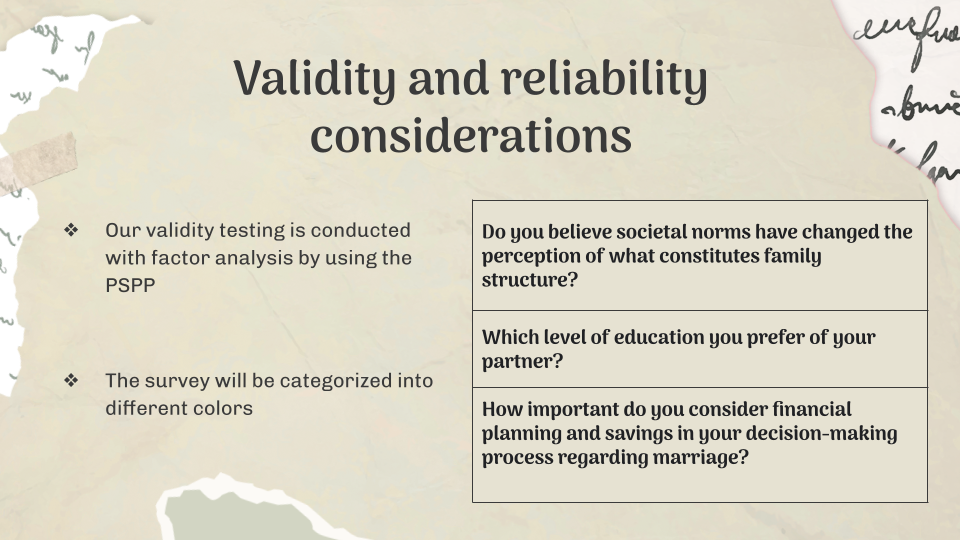 Validity and reliability
considerations
❖ Our validity testing is conducted
with factor analysis by using the
PSPP
❖ The survey will be categorized into
different colors
Do you believe societal norms have changed the
perception of what constitutes family
structure?
Which level of education you prefer of your
partner?
How important do you consider financial
planning and savings in your decision-making
process regarding marriage?